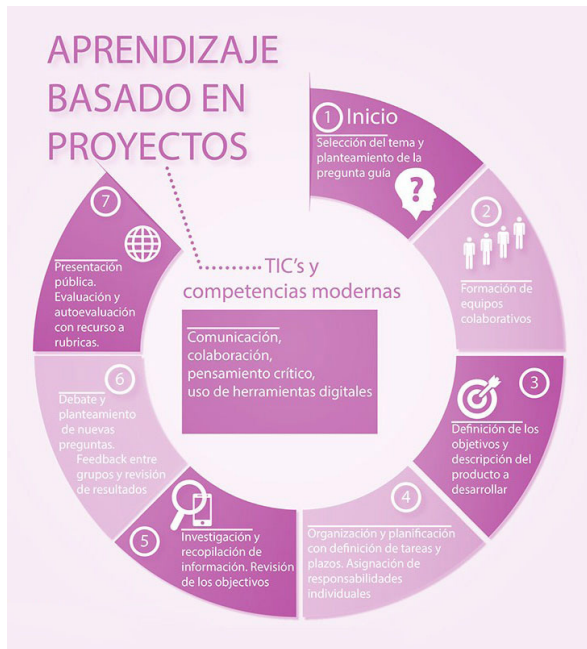 APRENDIZAJE
BASADO EN
PROYECTOS
1 Inicio
Selección del tema y
planteamiento de la
pregunta guía
?
2
Formación de
equipos
colaborativos
3
Definición de los
objetivos y
descripción del
producto a
desarrollar
4
Organización y planificación
con definición de tareas y
plazos. Asignación de
responsabilidades
individuales
5
Investigación y
recopilación de
información. Revisión
de los objectivos
6
Debate y
planteamiento
de nuevas
preguntas.
Feedback entre
grupos y revisión
de resultados
7
Presentación
pública.
Evaluación y
autoevaluación
con recurso a
rubricas.
TIC's y
competencias modernas
Comunicación,
colaboración,
pensamiento crítico,
uso de herramientas digitales